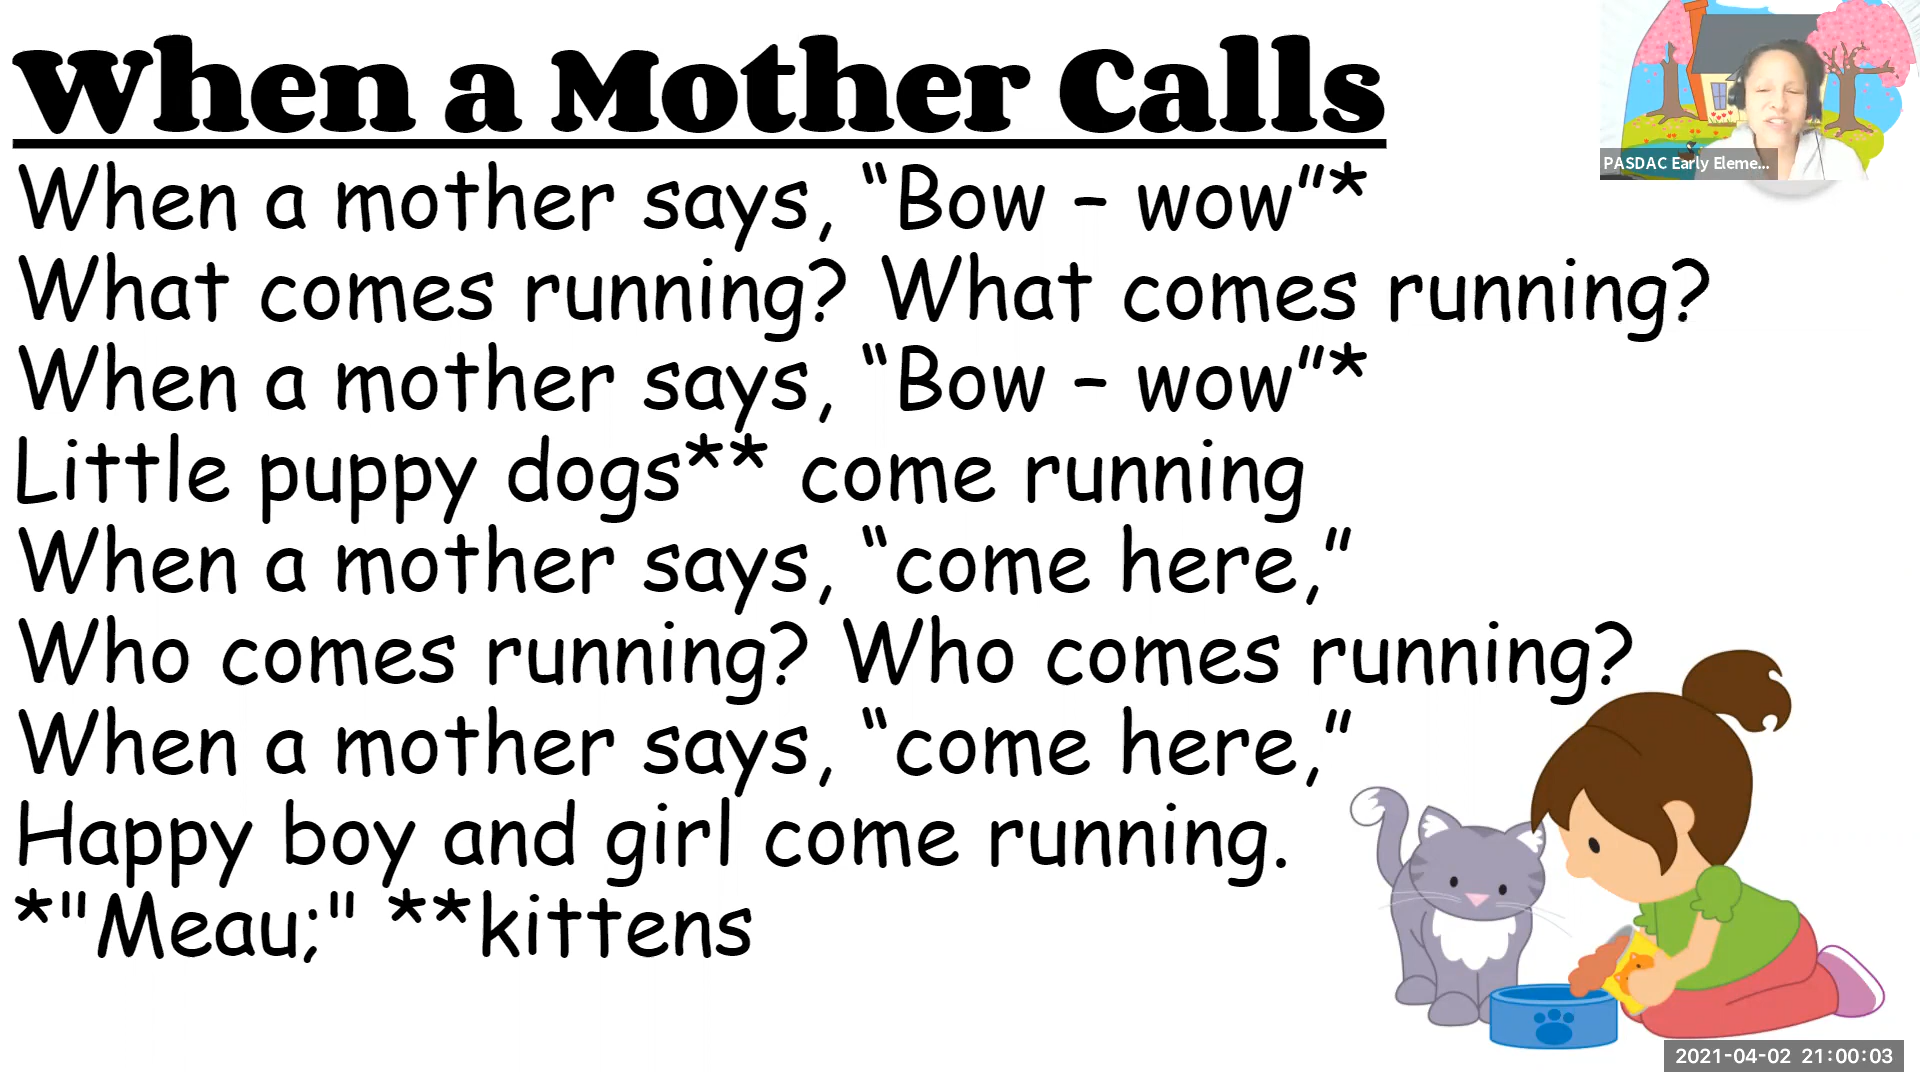 When a Mother Calls
When a mother says, “Bow – wow”*
What comes running? What comes running?
When a mother says, “Bow – wow”*
Little puppy dogs** come running
When a mother says, “come here,”
Who comes running? Who comes running?
When a mother says, “come here,”
Happy boy and girl come running.
*"Meau;" **kittens
PASDAC Early Eleme...
2021-04-02 21:00:03